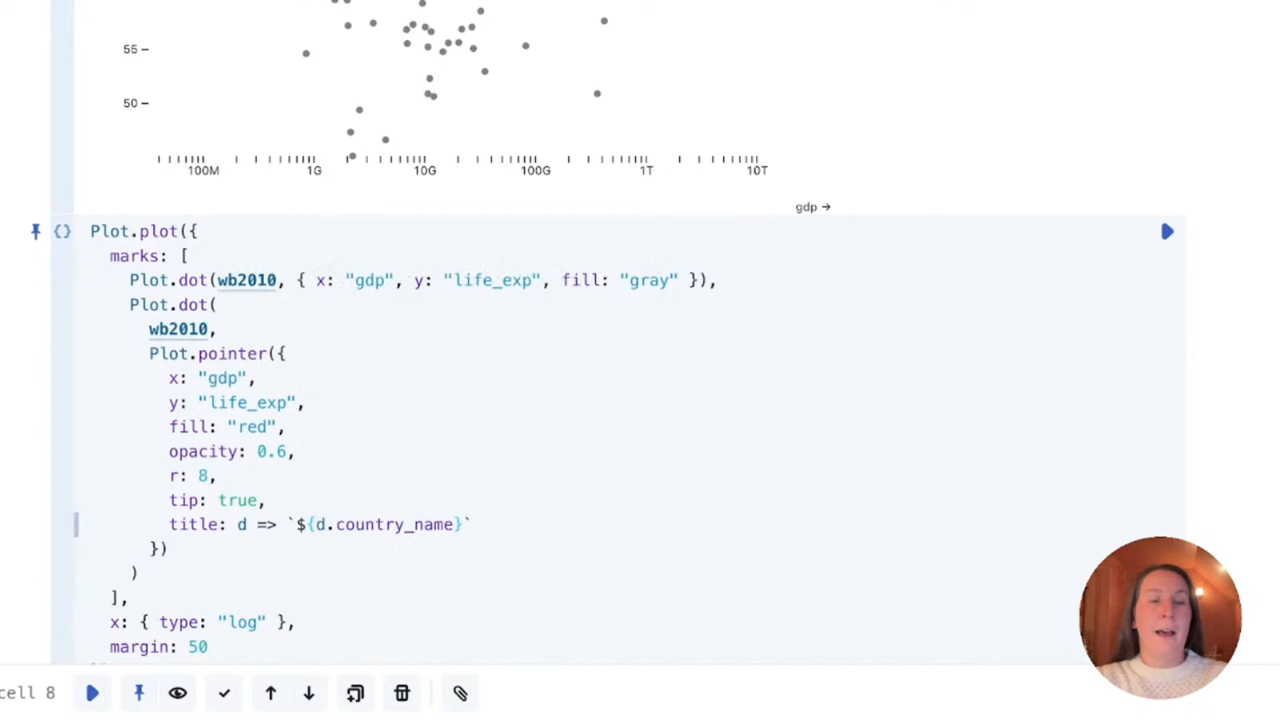 55
50
100M 1G 10G 100G 1T 10T
gdp →
Plot.plot({
marks: [
Plot.dot(wb2010, { x: "gdp", y: "life_exp", fill: "gray" }),
Plot.dot(
wb2010,
Plot.pointer({
x: "gdp",
y: "life_exp",
fill: "red",
opacity: 0.6,
r: 8,
tip: true,
title: d => `${d.country_name}`
})
)
],
x: { type: "log" },
margin: 50
cell 8